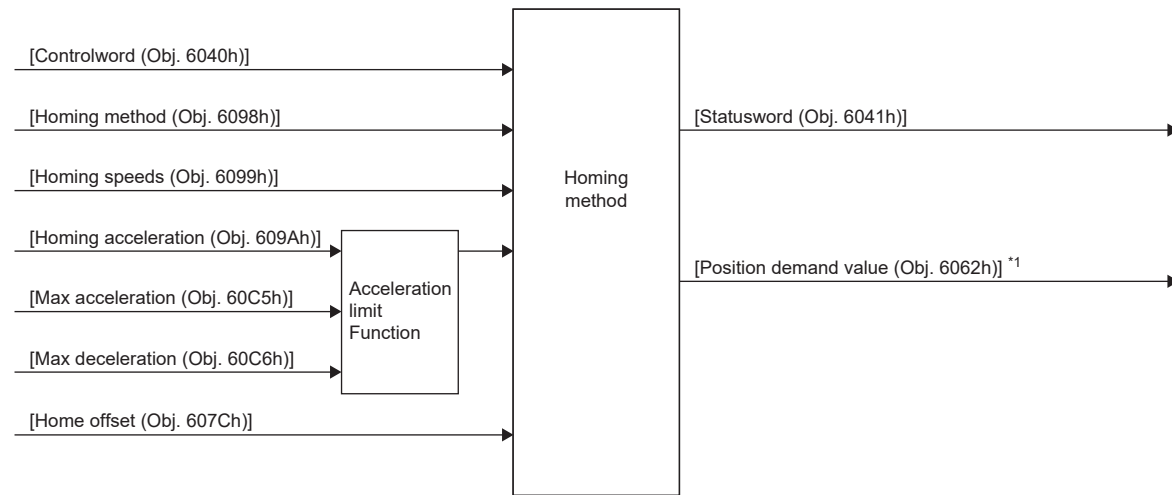 [Controlword (Obj. 6040h)]
[Homing method (Obj. 6098h)]
[Statusword (Obj. 6041h)]
[Homing speeds (Obj. 6099h)]
Homing
method
[Homing acceleration (Obj. 609Ah)]
[Position demand value (Obj. 6062h)] *1
[Max acceleration (Obj. 60C5h)]
Acceleration
limit
Function
[Max deceleration (Obj. 60C6h)]
[Home offset (Obj. 607Ch)]